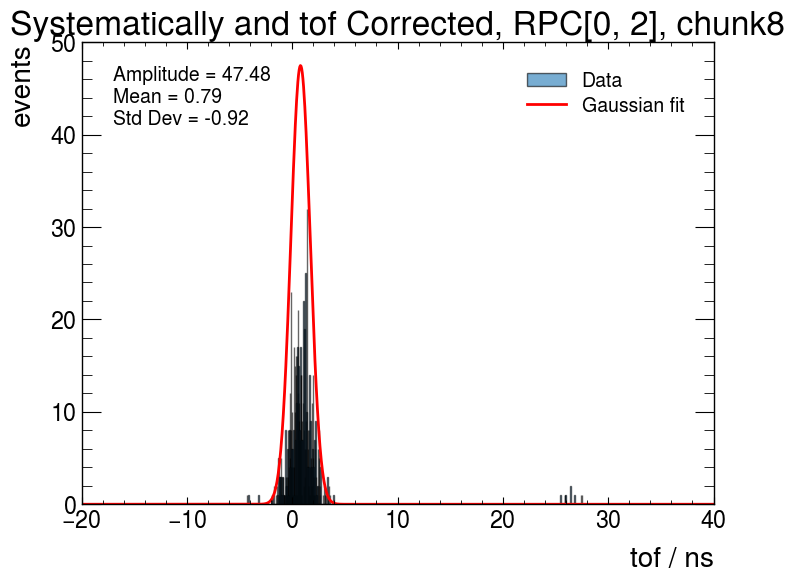 Systematically and tof Corrected, RPC[0, 2], chunk8
events
50
40
30
20
10
0
Amplitude = 47.48
Mean = 0.79
Std Dev = -0.92
Data
Gaussian fit
−20
−10
0
10
20
30
40
tof / ns